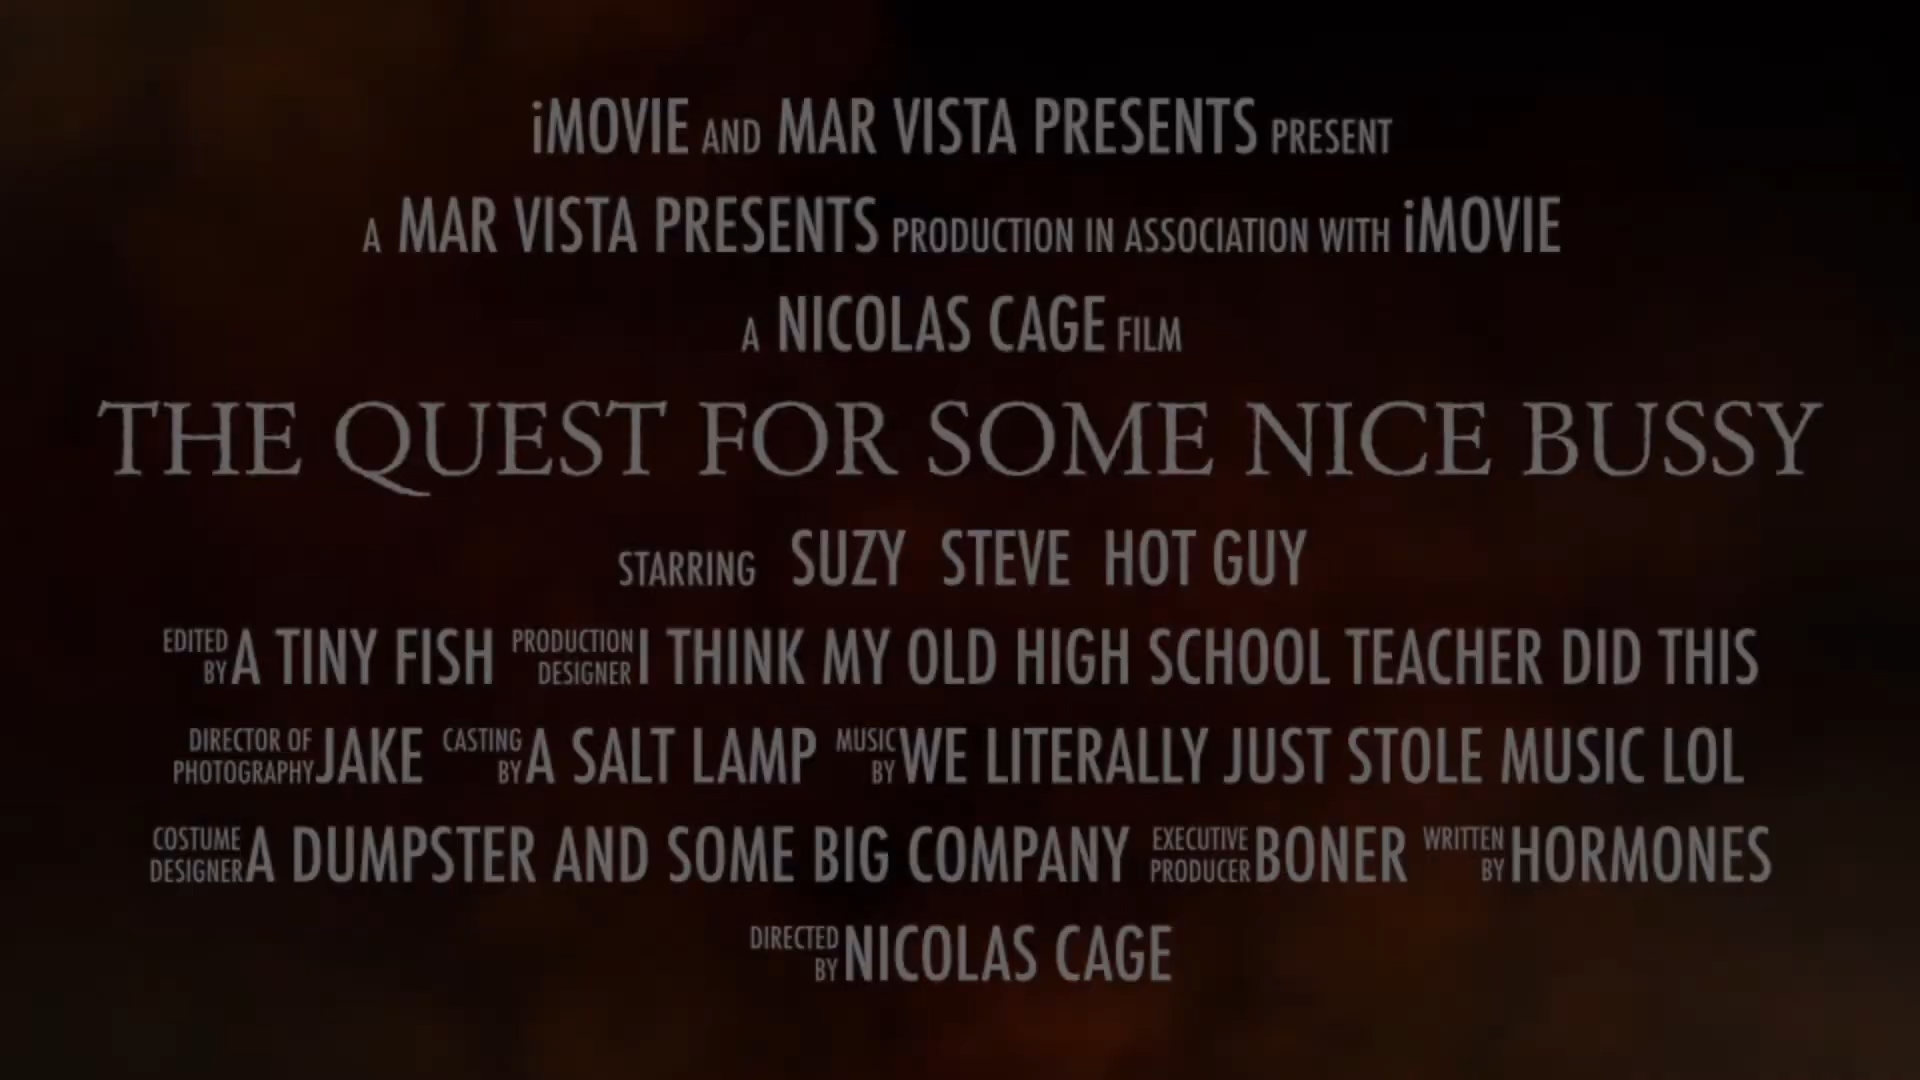 iMOVIE AND MAR VISTA PRESENTS PRESENT
A MAR VISTA PRESENTS PRODUCTION IN ASSOCIATION WITH iMOVIE
A NICOLAS CAGE FILM
THE QUEST FOR SOME NICE BUSSY
STARRING SUZY STEVE HOT GUY
EDITED BY A TINY FISH PRODUCTION DESIGNER I THINK MY OLD HIGH SCHOOL TEACHER DID THIS
DIRECTOR OF PHOTOGRAPHY JAKE CASTING BY A SALT LAMP MUSIC BY WE LITERALLY JUST STOLE MUSIC LOL
COSTUME DESIGNER A DUMPSTER AND SOME BIG COMPANY EXECUTIVE PRODUCER BONER WRITTEN BY HORMONES
DIRECTED BY NICOLAS CAGE